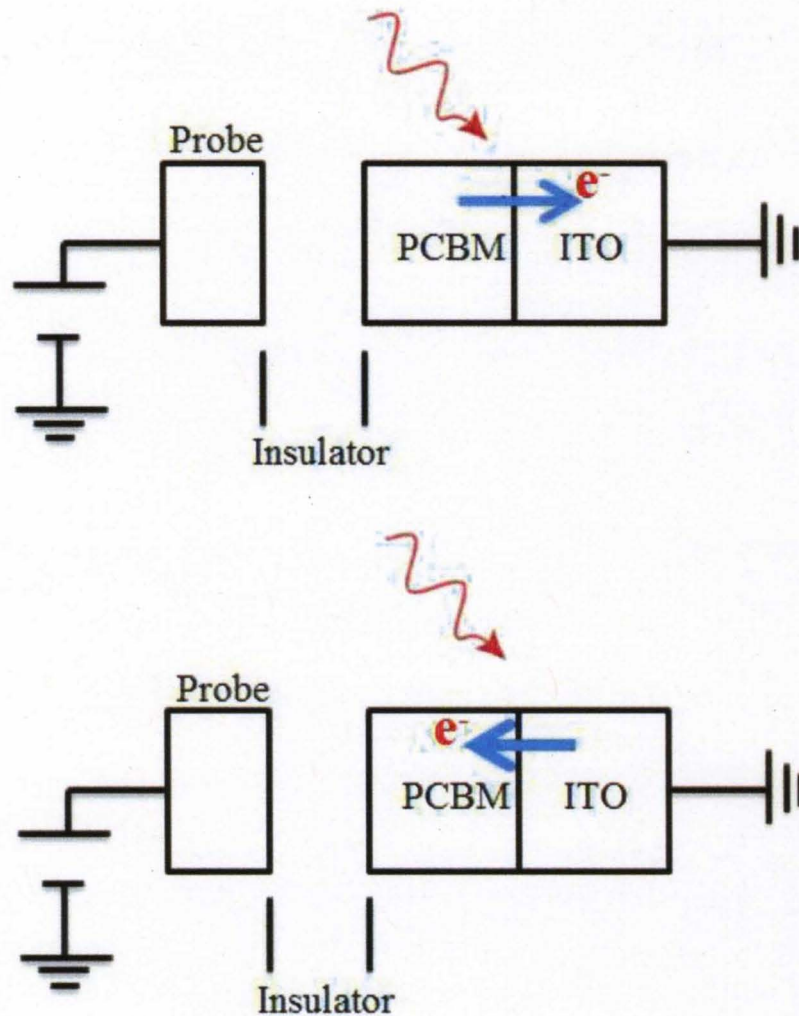 Probe
e-
PCBM
ITO
Insulator
Probe
e-
PCBM
ITO
Insulator